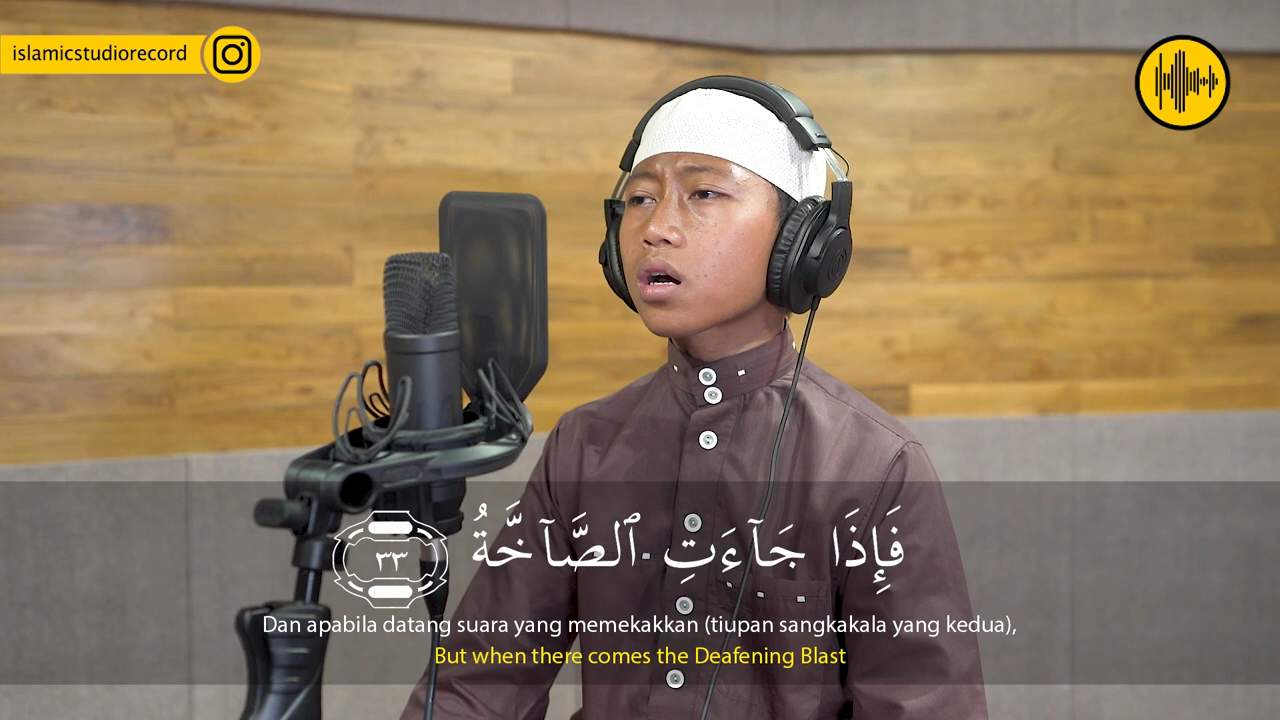 islamicstudiorecord
فَإِذَا جَآءَتِ ٱلصَّآخَّةُ ٣٣
Dan apabila datang suara yang memekakkan (tiupan sangkakala yang kedua),
But when there comes the Deafening Blast